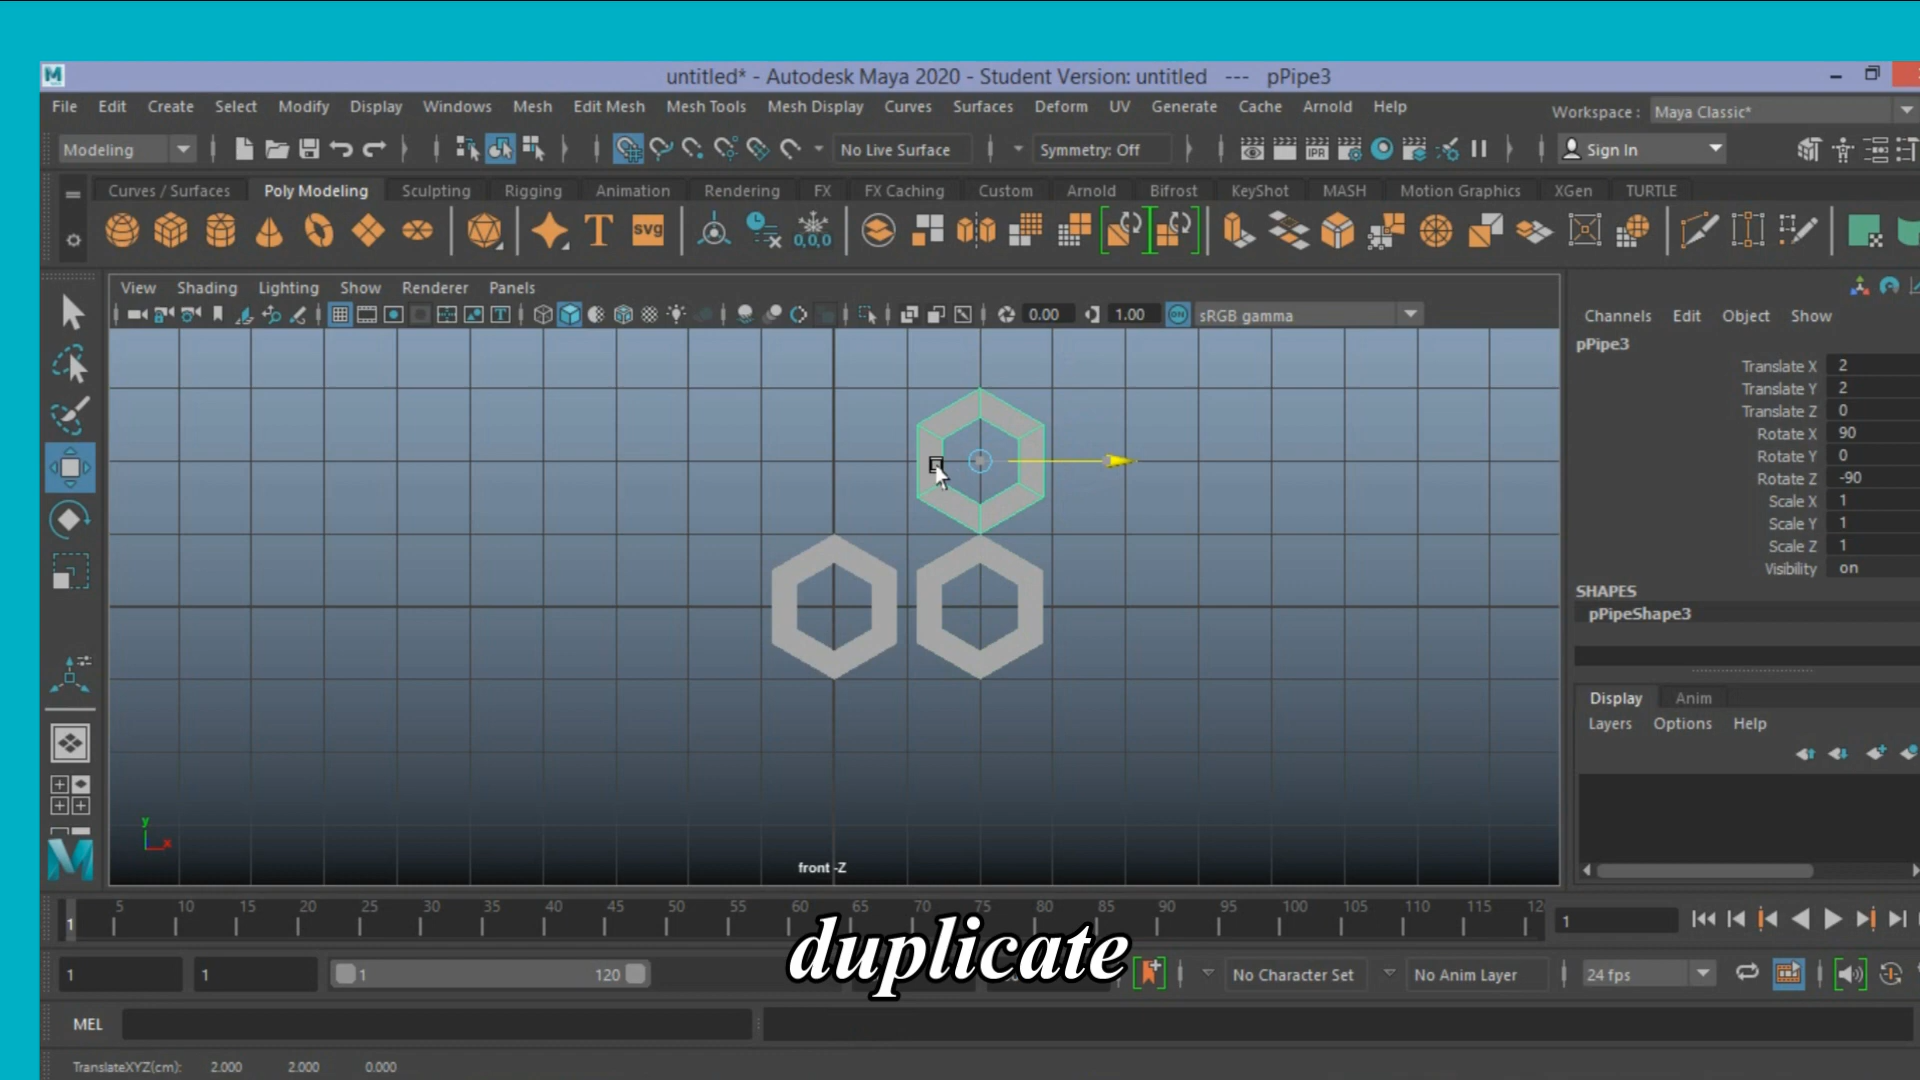 untitled* - Autodesk Maya 2020 - Student Version: untitled --- pPipe3
File Edit Create Select Modify Display Windows Mesh Edit Mesh Mesh Tools Mesh Display Curves Surfaces Deform UV Generate Cache Arnold Help
Workspace : Maya Classic*
Modeling No Live Surface Symmetry: Off IPR Sign In
Curves / Surfaces Poly Modeling Sculpting Rigging Animation Rendering FX FX Caching Custom Arnold Bifrost KeyShot MASH Motion Graphics XGen TURTLE
T svg 0,0,0
View Shading Lighting Show Renderer Panels
0.00 1.00 ON sRGB gamma
Channels Edit Object Show
pPipe3
Translate X 2
Translate Y 2
Translate Z 0
Rotate X 90
Rotate Y 0
Rotate Z -90
Scale X 1
Scale Y 1
Scale Z 1
Visibility on
SHAPES
pPipeShape3
Display Anim
Layers Options Help
y
x
front -Z
5 10 15 20 25 30 35 40 45 50 55 60 65 70 75 80 85 90 95 100 105 110 115
1 1
duplicate
1 1 1 120 No Character Set No Anim Layer 24 fps
MEL
TranslateXYZ(cm): 2.000 2.000 0.000